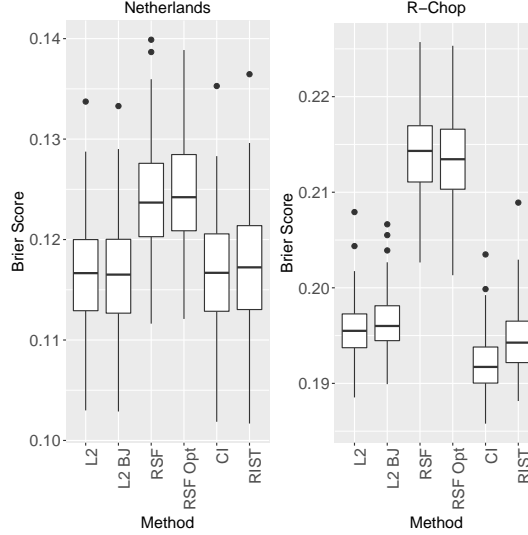 Netherlands
0.14
0.13
0.12
0.11
0.10
Brier Score
L2
L2 BJ
RSF
RSF Opt
CI
RIST
Method
R−Chop
0.22
0.21
0.20
0.19
Brier Score
L2
L2 BJ
RSF
RSF Opt
CI
RIST
Method